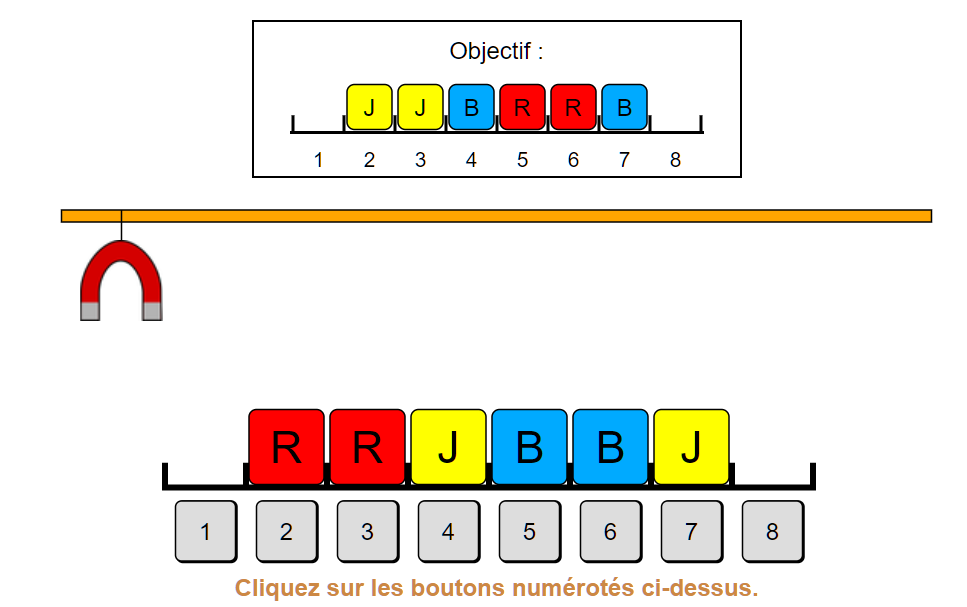 Objectif :
J J B R R B
1 2 3 4 5 6 7 8
R R J B B J
1 2 3 4 5 6 7 8
Cliquez sur les boutons numérotés ci-dessus.